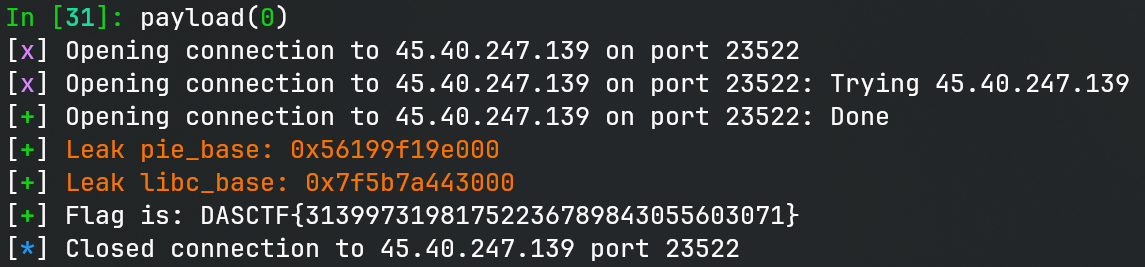 In [31]: payload(0)
[x] Opening connection to 45.40.247.139 on port 23522
[x] Opening connection to 45.40.247.139 on port 23522: Trying 45.40.247.139
[+] Opening connection to 45.40.247.139 on port 23522: Done
[+] Leak pie_base: 0x56199f19e000
[+] Leak libc_base: 0x7f5b7a443000
[+] Flag is: DASCTF{31399731981752236789843055603071}
[*] Closed connection to 45.40.247.139 port 23522